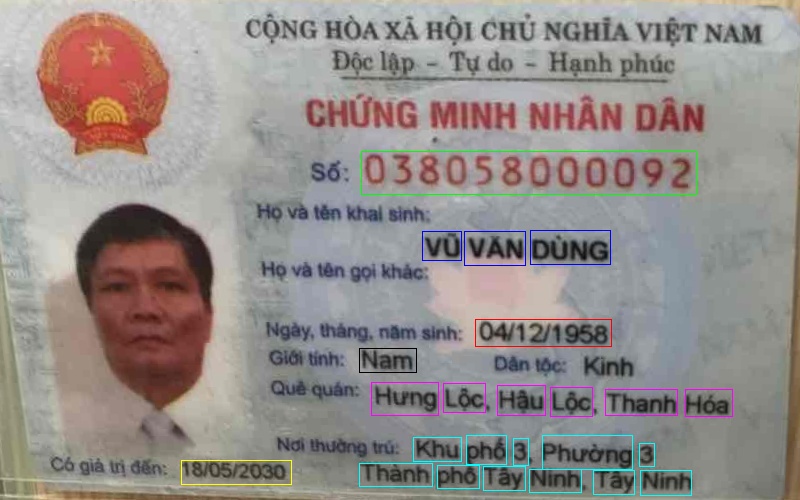 CỘNG HÒA XÃ HỘI CHỦ NGHĨA VIỆT NAM
Độc lập - Tự do - Hạnh phúc
CHỨNG MINH NHÂN DÂN
Số: 038058000092
Họ và tên khai sinh:
VŨ VĂN DÙNG
Họ và tên gọi khác:
Ngày, tháng, năm sinh: 04/12/1958
Giới tính: Nam Dân tộc: Kinh
Quê quán: Hưng Lộc, Hậu Lộc, Thanh Hóa
Nơi thường trú: Khu phố 3, Phường 3
Thành phố Tây Ninh, Tây Ninh
Có giá trị đến: 18/05/2030